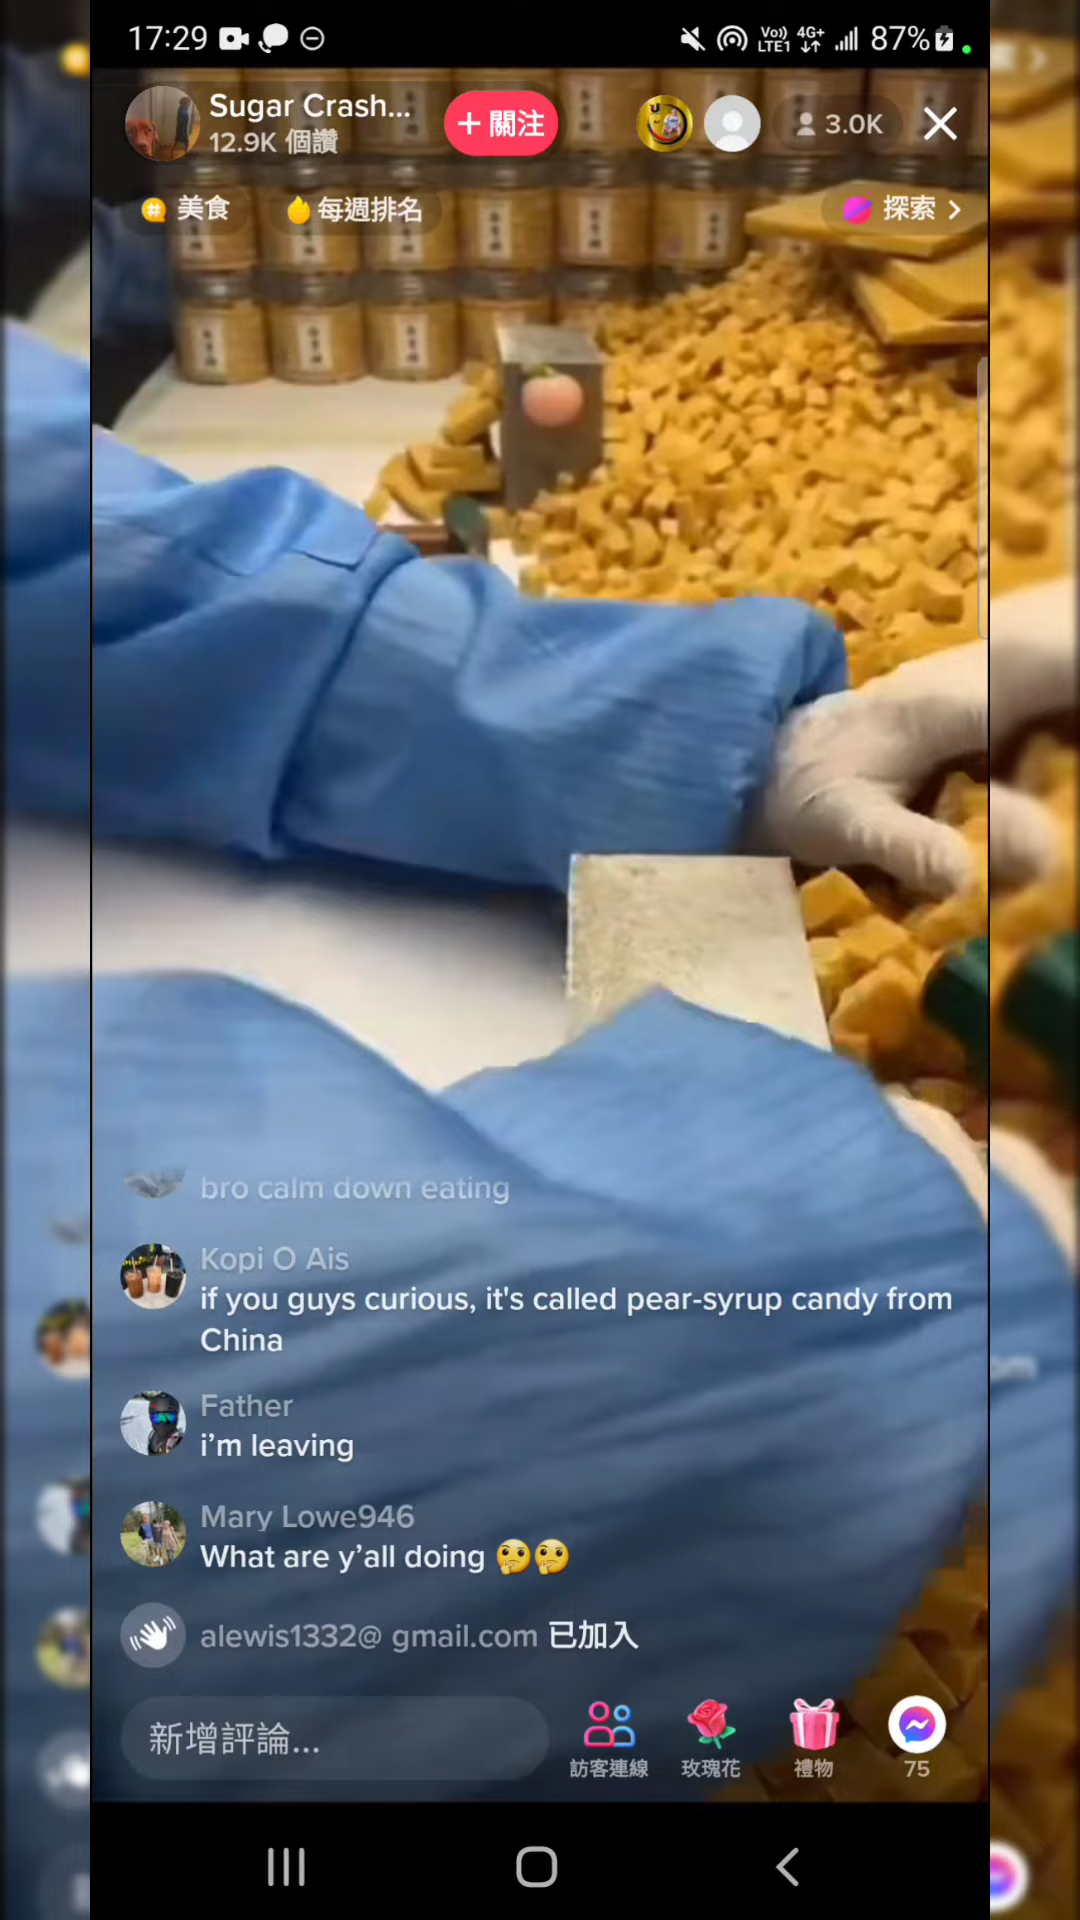 17:29
Vo)) LTE1 4G+ 87%
Sugar Crash...
12.9K 個讚
+ 關注
3.0K
美食
每週排名
探索 >
bro calm down eating
Kopi O Ais
if you guys curious, it's called pear-syrup candy from
China
Father
i’m leaving
Mary Lowe946
What are y’all doing 🤔🤔
alewis1332@ gmail.com 已加入
新增評論...
訪客連線
玫瑰花
禮物
75